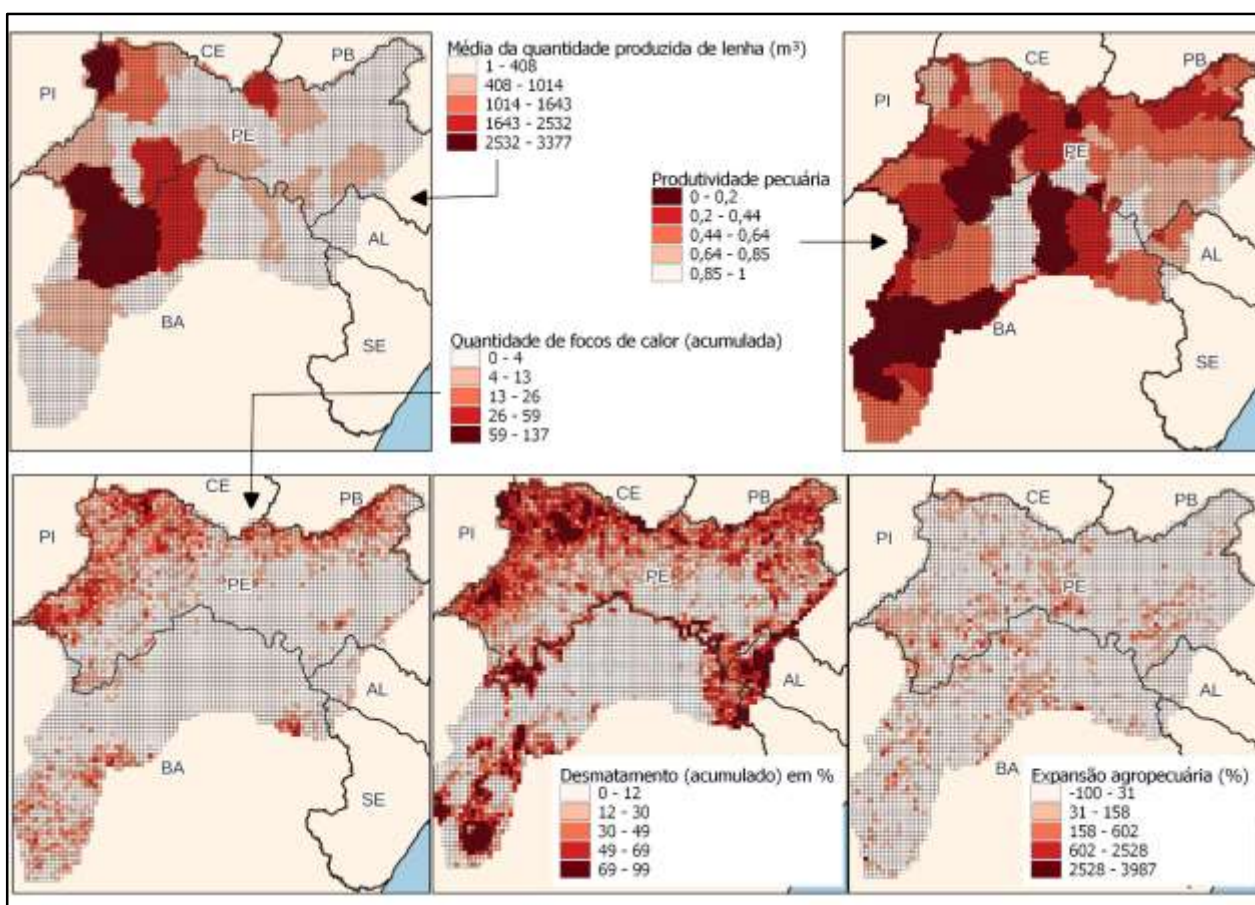 CE
PB
PI
PE
AL
BA
SE
Média da quantidade produzida de lenha (m³)
1 - 408
408 - 1014
1014 - 1643
1643 - 2532
2532 - 3377
Produtividade pecuária
0 - 0,2
0,2 - 0,44
0,44 - 0,64
0,64 - 0,85
0,85 - 1
CE
PB
PI
PE
AL
BA
SE
Quantidade de focos de calor (acumulada)
0 - 4
4 - 13
13 - 26
26 - 59
59 - 137
CE
PB
PI
PE
AL
BA
SE
CE
PB
PI
PE
AL
Desmatamento (acumulado) em %
0 - 12
12 - 30
30 - 49
49 - 69
69 - 99
CE
PB
PI
PE
AL
BA
Expansão agropecuária (%)
-100 - 31
31 - 158
158 - 602
602 - 2528
2528 - 3987